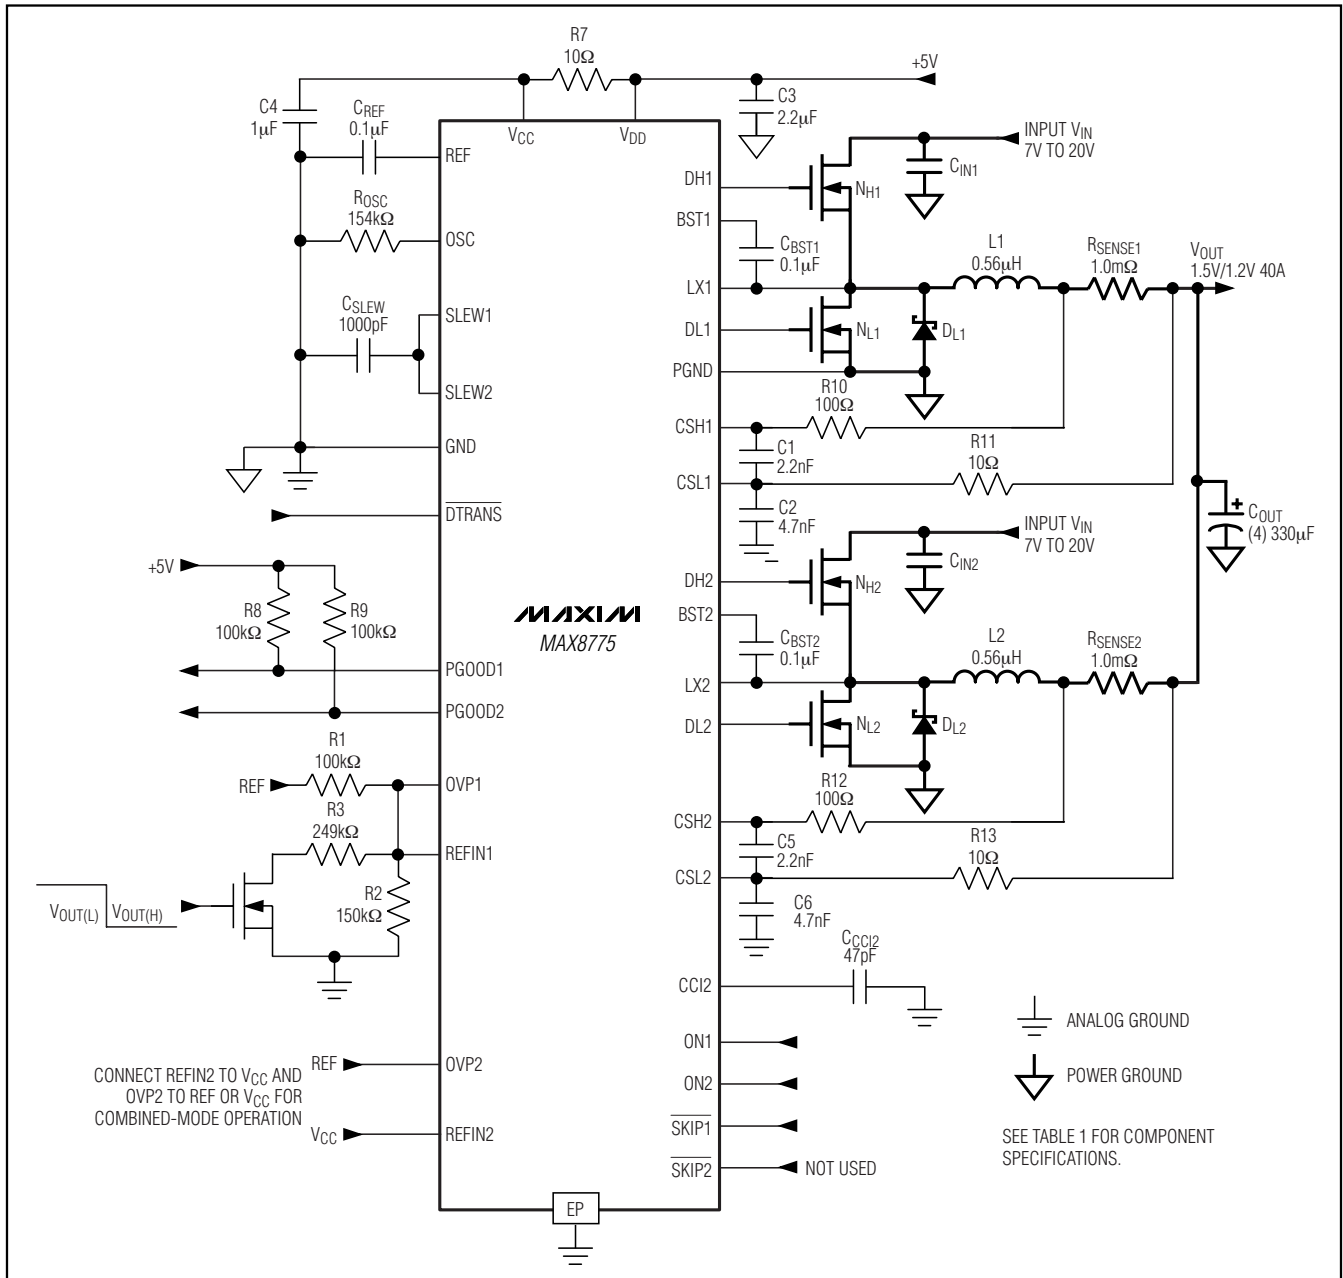 R7
10Ω
+5V
C4
1µF
CREF
0.1µF
C3
2.2µF
VCC
VDD
REF
INPUT VIN
7V TO 20V
CIN1
DH1
NH1
ROSC
154kΩ
BST1
OSC
CBST1
0.1µF
L1
0.56µH
RSENSE1
1.0mΩ
VOUT
1.5V/1.2V 40A
LX1
CSLEW
1000pF
SLEW1
DL1
NL1
DL1
PGND
SLEW2
R10
100Ω
CSH1
GND
C1
2.2nF
R11
10Ω
CSL1
DTRANS
C2
4.7nF
INPUT VIN
7V TO 20V
COUT
(4) 330µF
+
CIN2
+5V
DH2
NH2
R8
100kΩ
R9
100kΩ
MAXIM
MAX8775
BST2
CBST2
0.1µF
L2
0.56µH
RSENSE2
1.0mΩ
PGOOD1
LX2
PGOOD2
DL2
NL2
DL2
R1
100kΩ
REF
OVP1
R12
100Ω
R3
249kΩ
CSH2
REFIN1
C5
2.2nF
R13
10Ω
R2
150kΩ
CSL2
VOUT(L)
VOUT(H)
C6
4.7nF
CCCI2
47pF
CCI2
ANALOG GROUND
ON1
REF
OVP2
CONNECT REFIN2 TO VCC AND
OVP2 TO REF OR VCC FOR
COMBINED-MODE OPERATION
POWER GROUND
ON2
VCC
REFIN2
SKIP1
SEE TABLE 1 FOR COMPONENT
SPECIFICATIONS.
SKIP2
NOT USED
EP